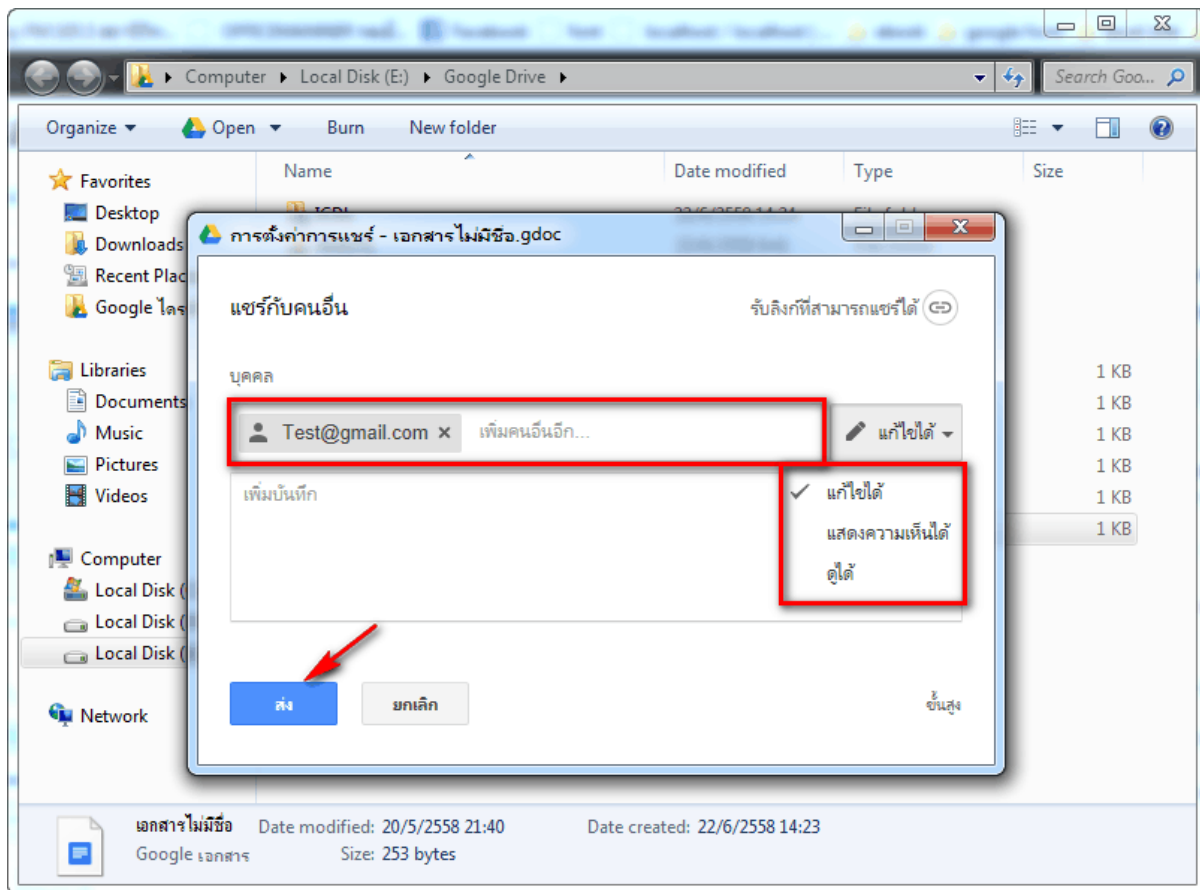 Computer ▸ Local Disk (E:) ▸ Google Drive ▸
Search Goo...
Organize Open Burn New folder
Name Date modified Type Size
Favorites
Desktop
Downloads
Recent Plac
Google ไดร
Libraries
Documents
Music
Pictures
Videos
Computer
Local Disk (
Local Disk (
Local Disk (
Network
การตั้งค่าการแชร์ - เอกสารไม่มีชื่อ.gdoc
แชร์กับคนอื่น
รับลิงก์ที่สามารถแชร์ได้
บุคคล
Test@gmail.com × เพิ่มคนอื่นอีก...
แก้ไขได้
เพิ่มบันทึก
แก้ไขได้
แสดงความเห็นได้
ดูได้
ส่ง
ยกเลิก
ขั้นสูง
1 KB
1 KB
1 KB
1 KB
1 KB
1 KB
เอกสารไม่มีชื่อ Date modified: 20/5/2558 21:40 Date created: 22/6/2558 14:23
Google เอกสาร Size: 253 bytes